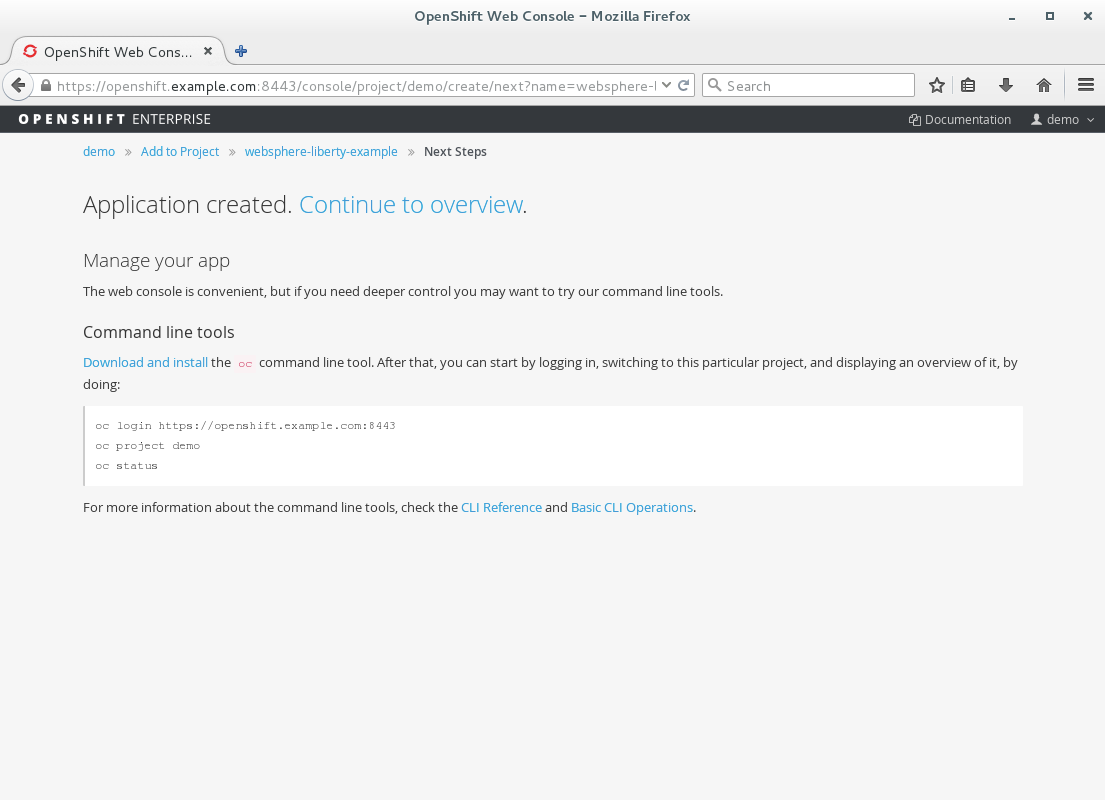 OpenShift Web Console – Mozilla Firefox
OpenShift Web Cons...
https://openshift.example.com:8443/console/project/demo/create/next?name=websphere-l
Search
OPENSHIFT ENTERPRISE
Documentation
demo
demo » Add to Project » websphere-liberty-example » Next Steps
Application created. Continue to overview.
Manage your app
The web console is convenient, but if you need deeper control you may want to try our command line tools.
Command line tools
Download and install the oc command line tool. After that, you can start by logging in, switching to this particular project, and displaying an overview of it, by
doing:
oc login https://openshift.example.com:8443
oc project demo
oc status
For more information about the command line tools, check the CLI Reference and Basic CLI Operations.